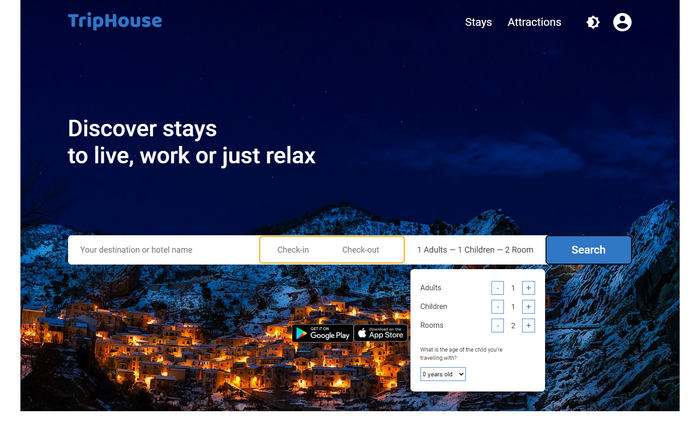 TripHouse
Stays
Attractions
Discover stays
to live, work or just relax
Your destination or hotel name
Check-in
Check-out
1 Adults — 1 Children — 2 Room
Search
Adults
- 1 +
Children
- 1 +
Rooms
- 2 +
GET IT ON
Google Play
Download on the
App Store
What is the age of the child you're
travelling with?
0 years old